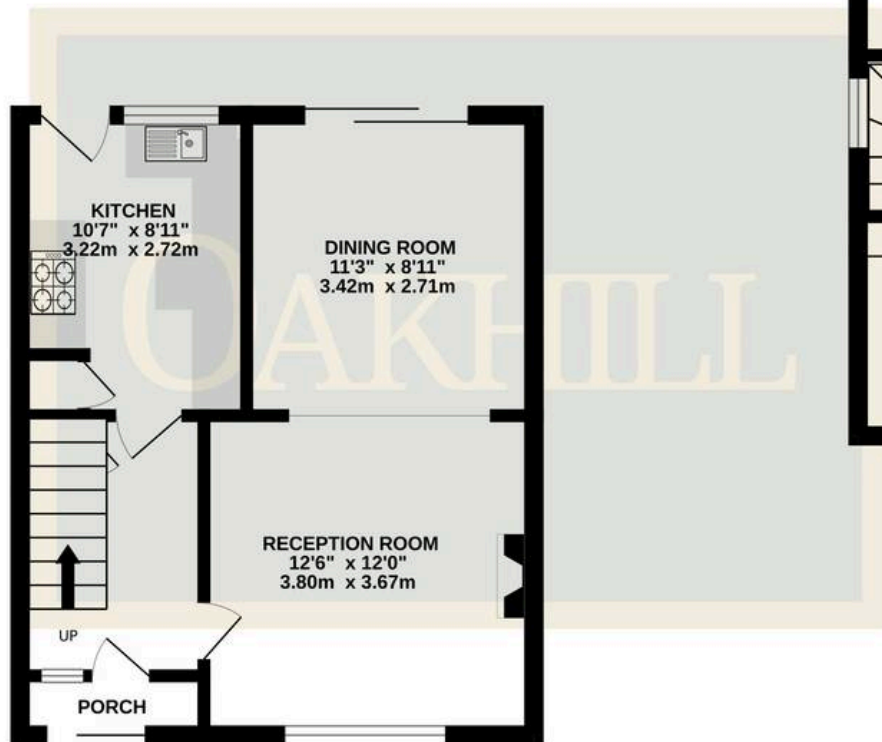 KITCHEN
10'7" x 8'11"
3.22m x 2.72m
DINING ROOM
11'3" x 8'11"
3.42m x 2.71m
OAKHILL
RECEPTION ROOM
12'6" x 12'0"
3.80m x 3.67m
UP
PORCH